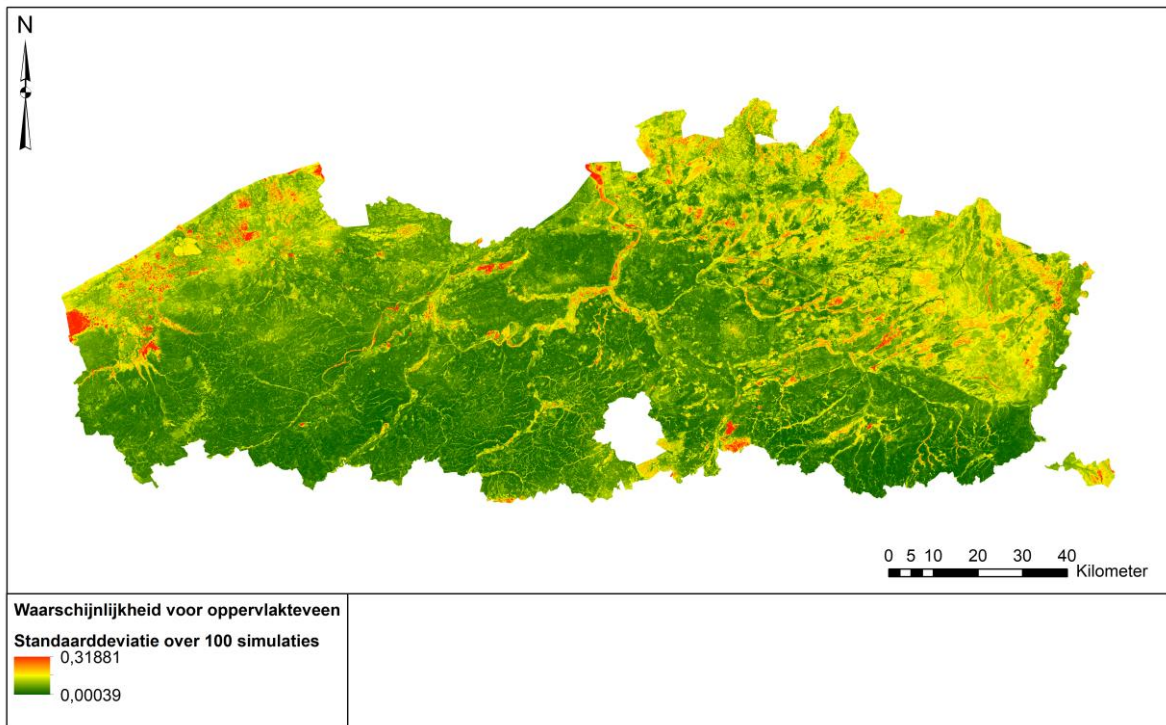 N
0 5 10 20 30 40
Kilometer
Waarschijnlijkheid voor oppervlakteveen
Standaarddeviatie over 100 simulaties
0,31881
0,00039